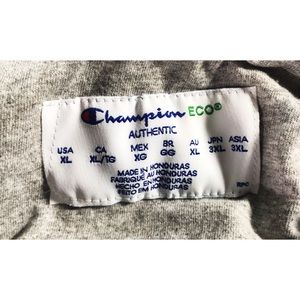 Champion ECO®
AUTHENTIC
USA CA MEX BR AU JPN ASIA
XL XL/TG XG GG XL 3XL 3XL
MADE IN HONDURAS
FABRIQUÉ AU HONDURAS
HECHO EN HONDURAS
FEITO EM HONDURAS
RPC